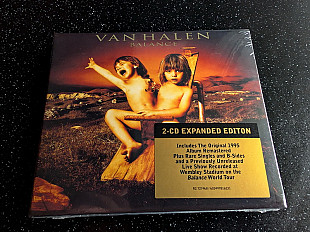 VAN HALEN
BALANCE
2-CD EXPANDED EDITON
Includes The Original 1995
Album Remastered
Plus Rare Singles and B-Sides
and a Previously Unreleased
Live Show Recorded at
Wembley Stadium on the
Balance World Tour